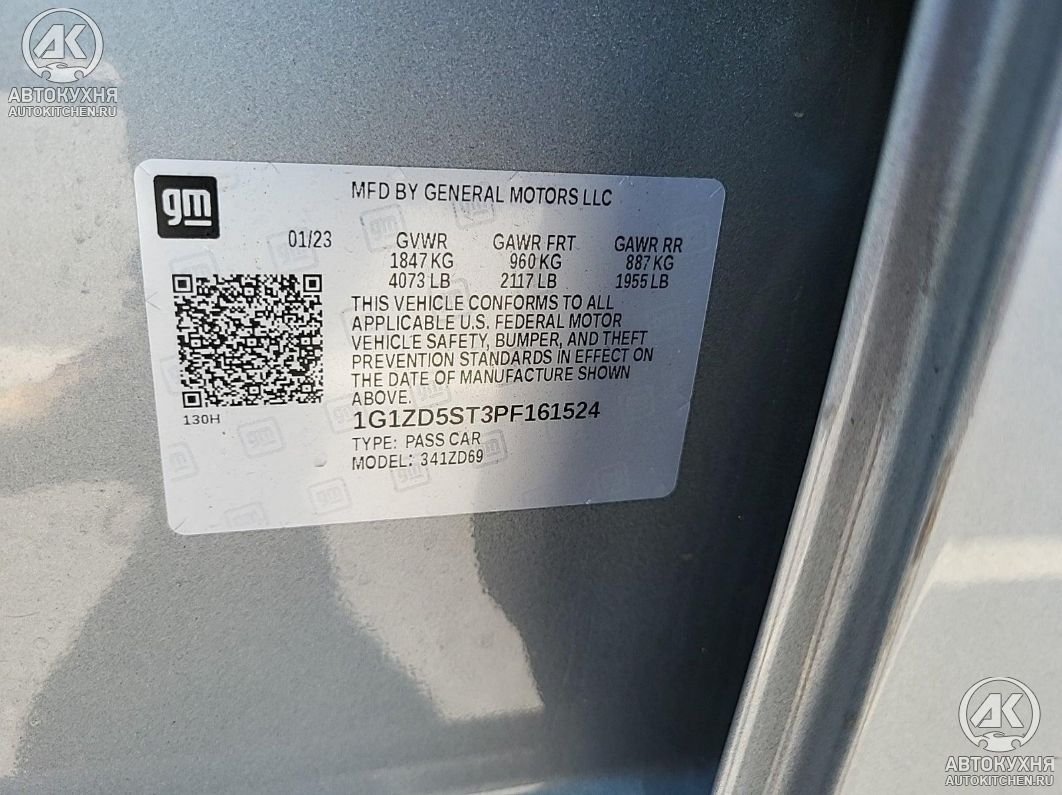 AK
АВТОКУХНЯ
AUTOKITCHEN.RU
gm
MFD BY GENERAL MOTORS LLC
01/23 GVWR GAWR FRT GAWR RR
1847 KG 960 KG 887 KG
4073 LB 2117 LB 1955 LB
THIS VEHICLE CONFORMS TO ALL
APPLICABLE U.S. FEDERAL MOTOR
VEHICLE SAFETY, BUMPER, AND THEFT
PREVENTION STANDARDS IN EFFECT ON
THE DATE OF MANUFACTURE SHOWN
ABOVE.
130H
1G1ZD5ST3PF161524
TYPE: PASS CAR
MODEL: 341ZD69
AK
АВТОКУХНЯ
AUTOKITCHEN.RU